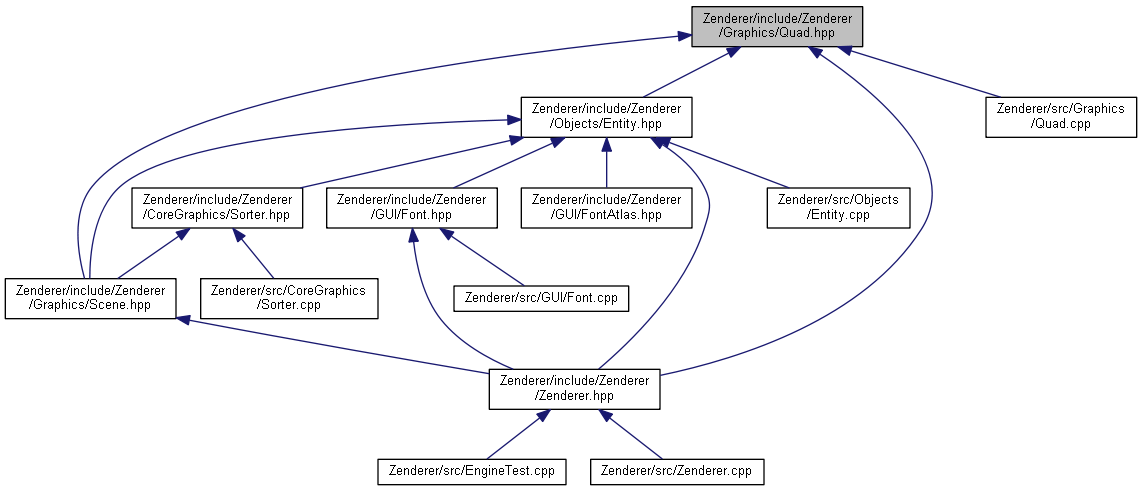 Zenderer/include/Zenderer
/Graphics/Quad.hpp
Zenderer/include/Zenderer
/Objects/Entity.hpp
Zenderer/src/Graphics
/Quad.cpp
Zenderer/include/Zenderer
/CoreGraphics/Sorter.hpp
Zenderer/include/Zenderer
/GUI/Font.hpp
Zenderer/include/Zenderer
/GUI/FontAtlas.hpp
Zenderer/src/Objects
/Entity.cpp
Zenderer/include/Zenderer
/Graphics/Scene.hpp
Zenderer/src/CoreGraphics
/Sorter.cpp
Zenderer/src/GUI/Font.cpp
Zenderer/include/Zenderer
/Zenderer.hpp
Zenderer/src/EngineTest.cpp
Zenderer/src/Zenderer.cpp